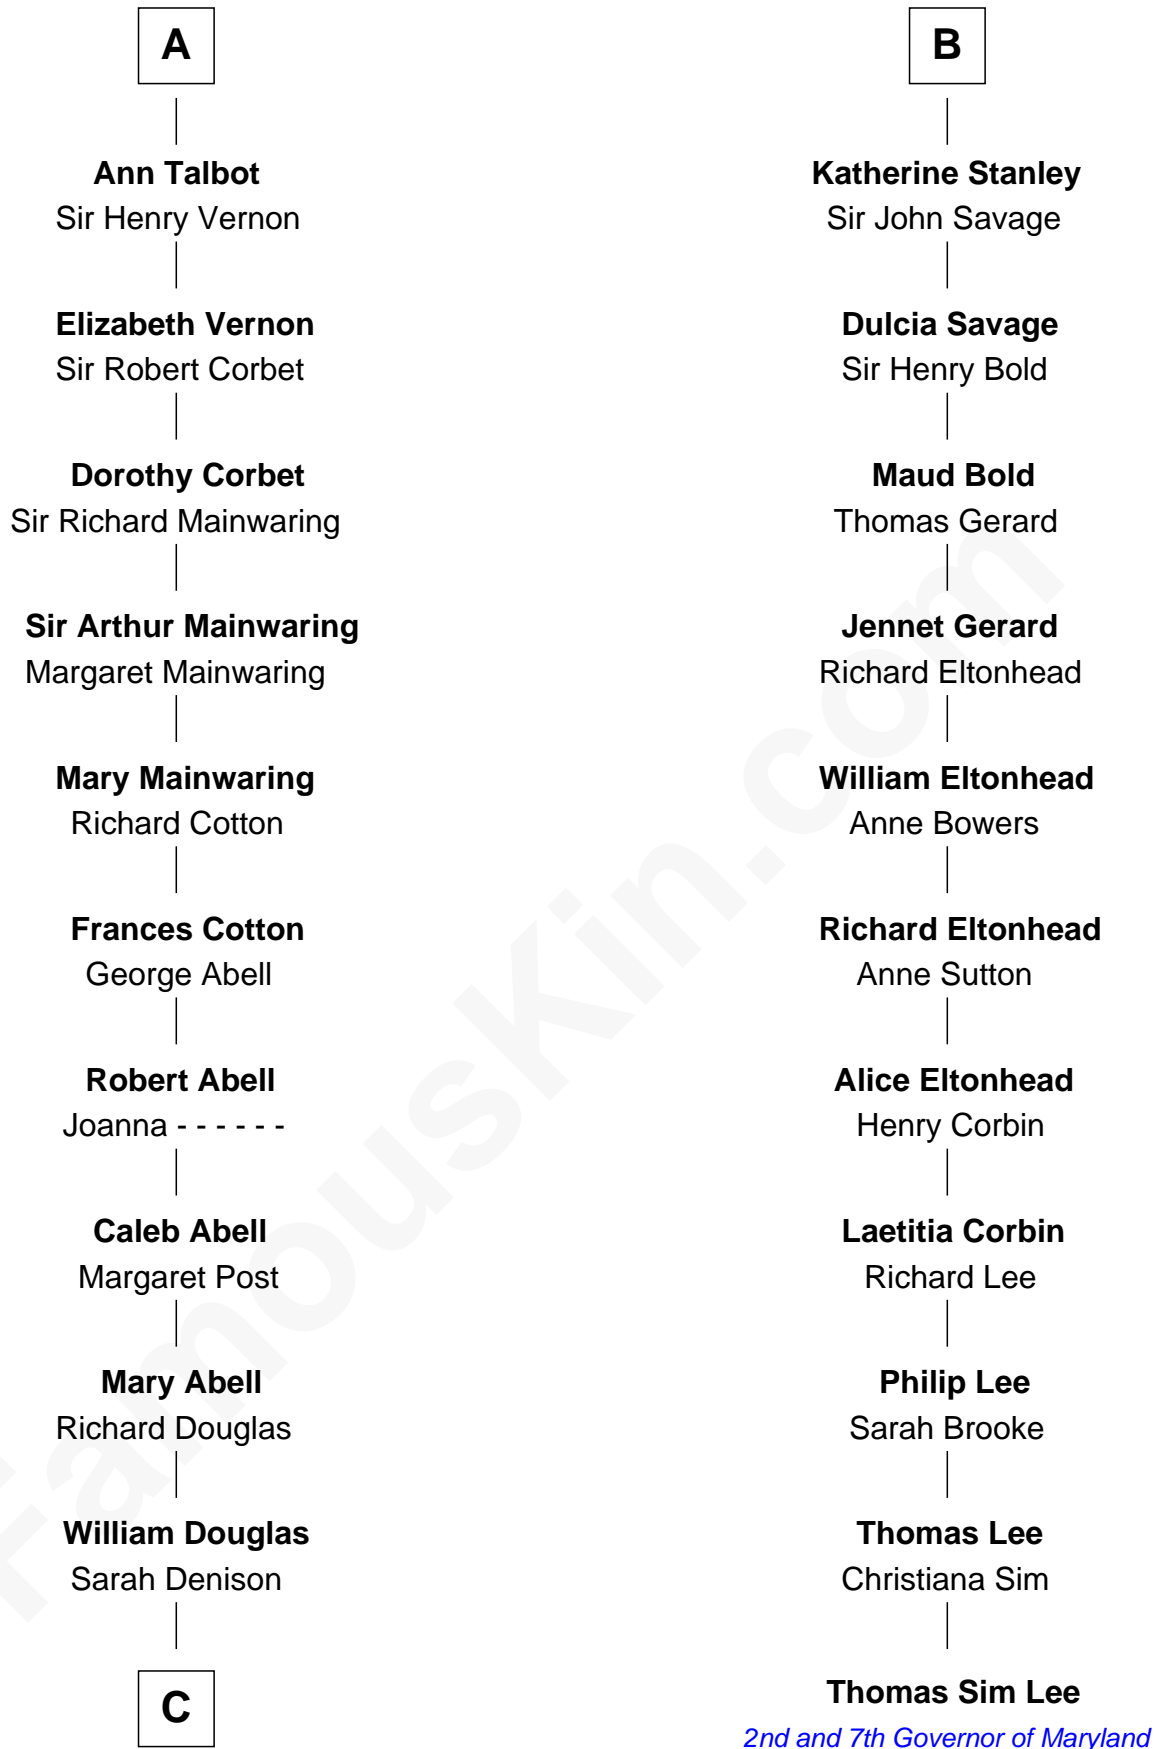 A
Ann Talbot
Sir Henry Vernon
Elizabeth Vernon
Sir Robert Corbet
Dorothy Corbet
Sir Richard Mainwaring
Sir Arthur Mainwaring
Margaret Mainwaring
Mary Mainwaring
Richard Cotton
Frances Cotton
George Abell
Robert Abell
Joanna - - - - - -
Caleb Abell
Margaret Post
Mary Abell
Richard Douglas
William Douglas
Sarah Denison
C
B
Katherine Stanley
Sir John Savage
Dulcia Savage
Sir Henry Bold
Maud Bold
Thomas Gerard
Jennet Gerard
Richard Eltonhead
William Eltonhead
Anne Bowers
Richard Eltonhead
Anne Sutton
Alice Eltonhead
Henry Corbin
Laetitia Corbin
Richard Lee
Philip Lee
Sarah Brooke
Thomas Lee
Christiana Sim
Thomas Sim Lee
2nd and 7th Governor of Maryland
FamousKin.com